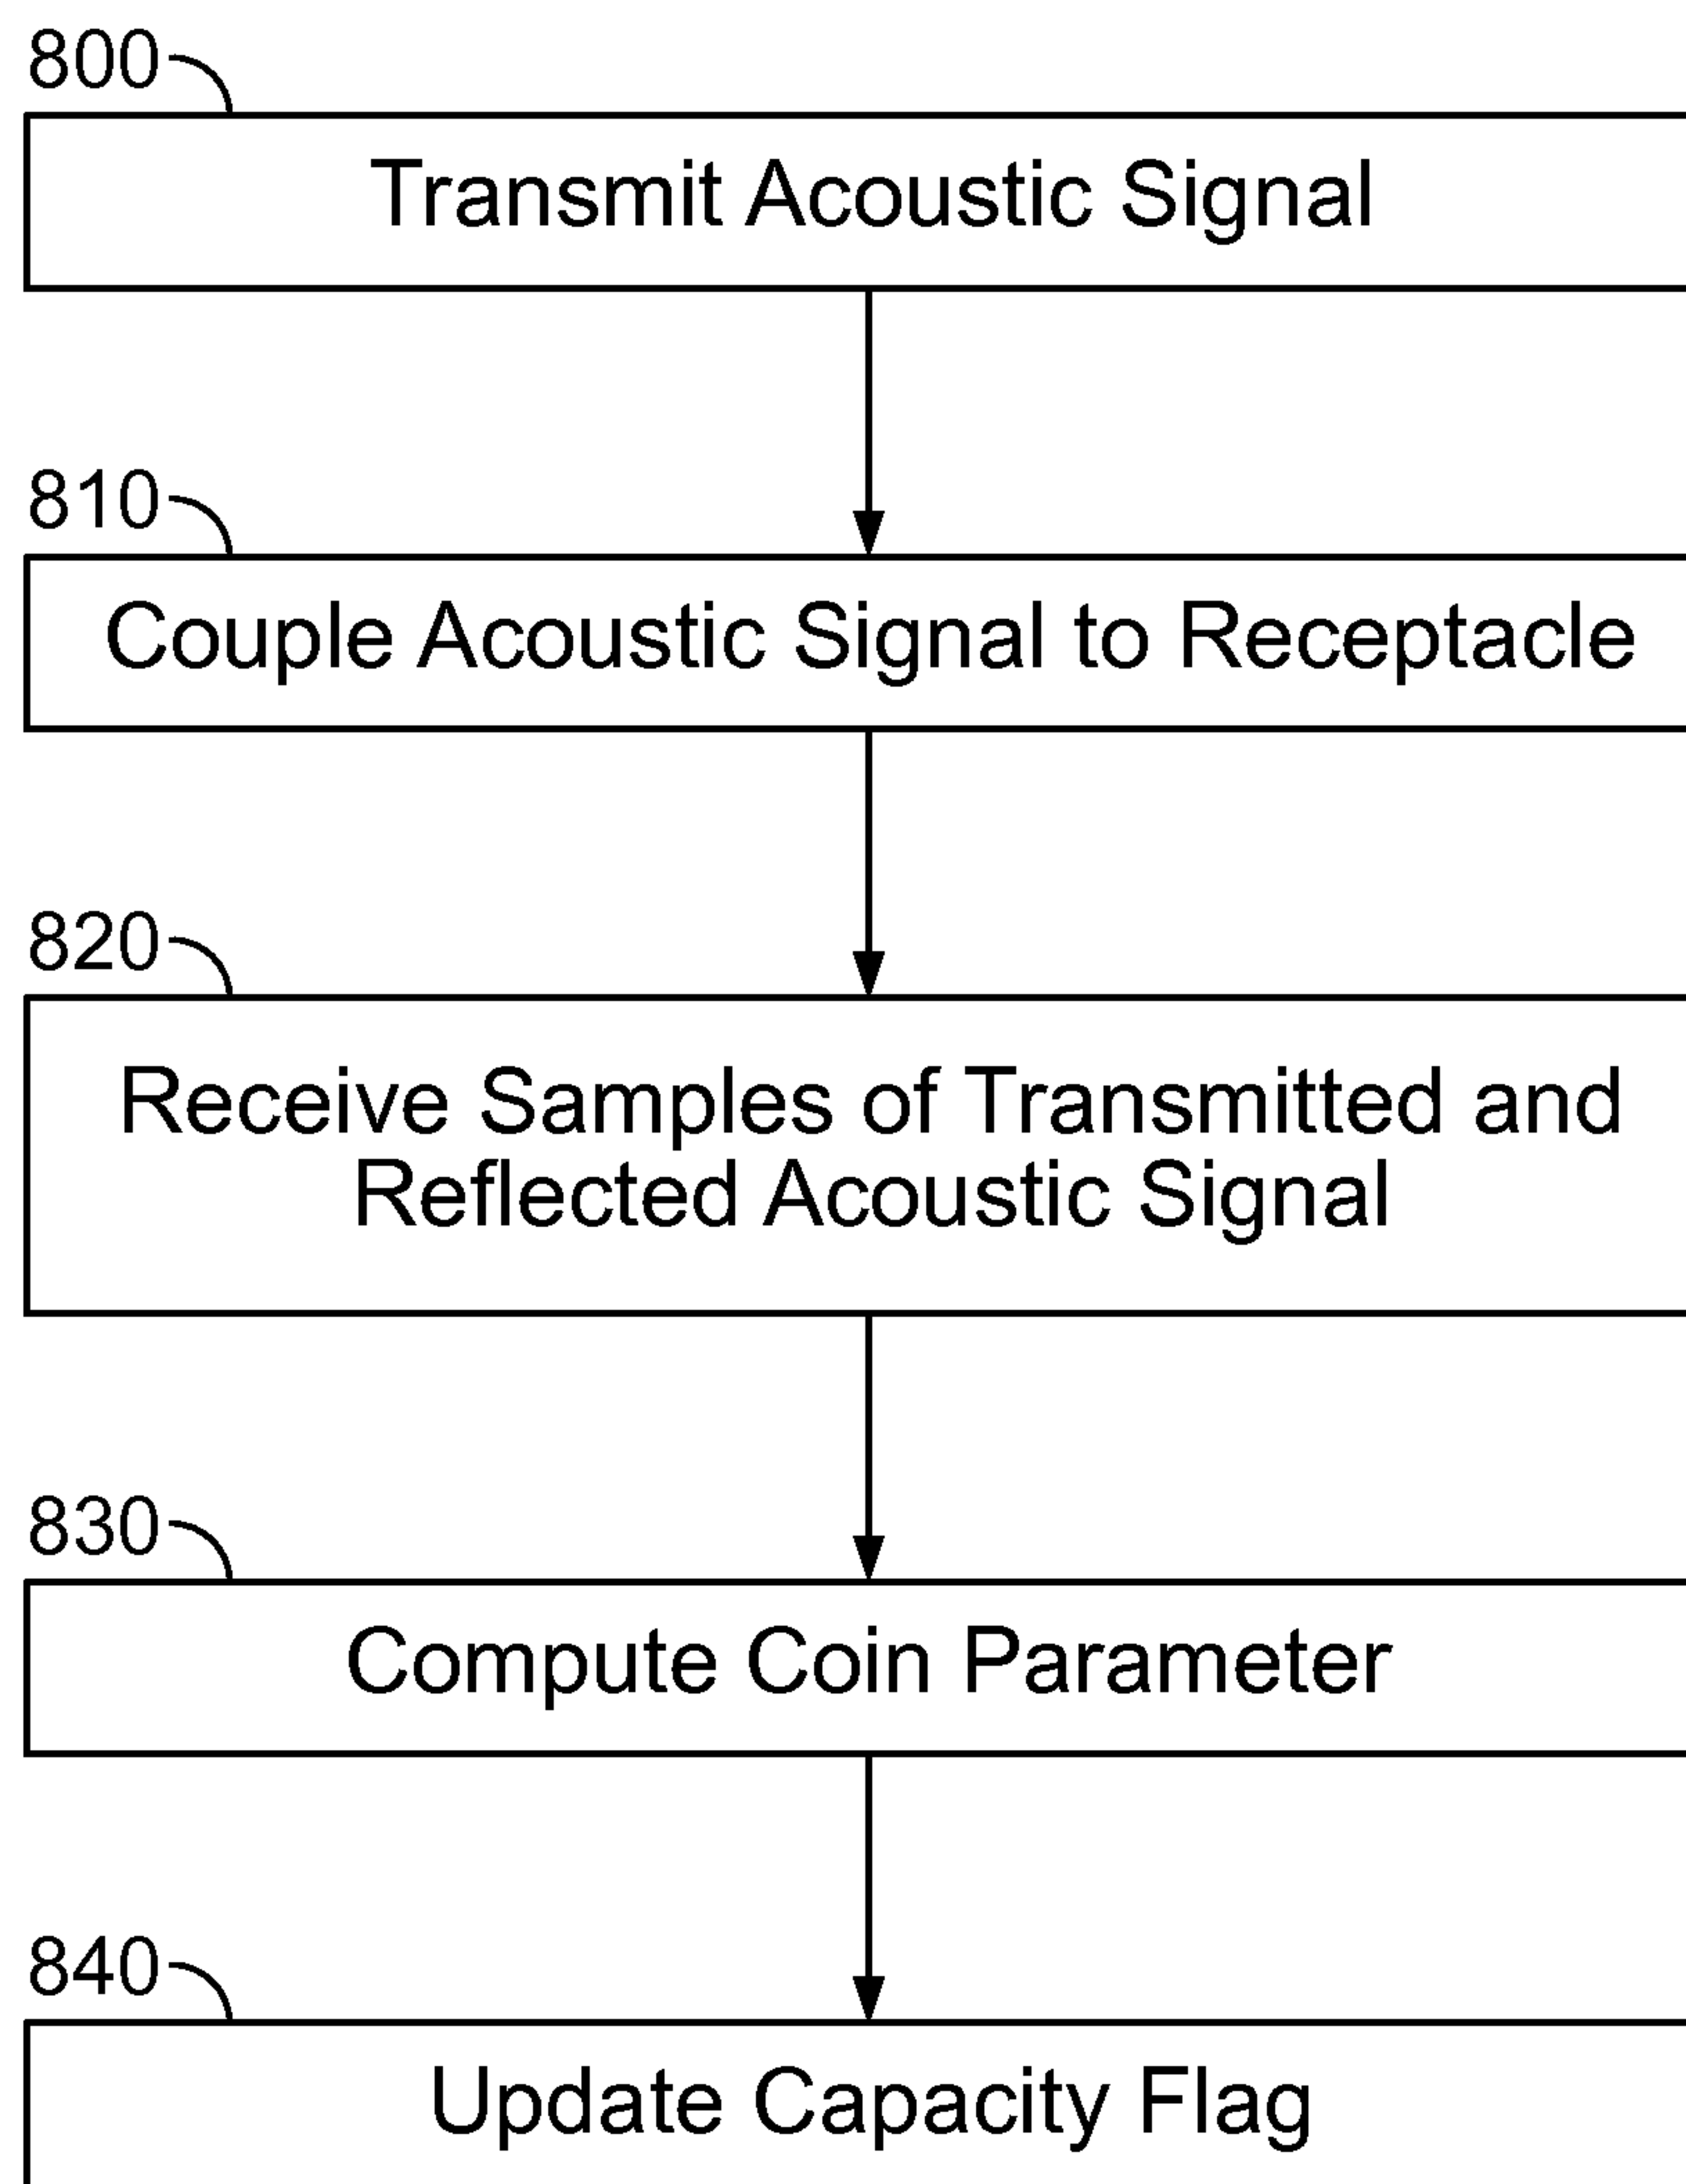 800
Transmit Acoustic Signal
810
Couple Acoustic Signal to Receptacle
820
Receive Samples of Transmitted and
Reflected Acoustic Signal
830
Compute Coin Parameter
840
Update Capacity Flag